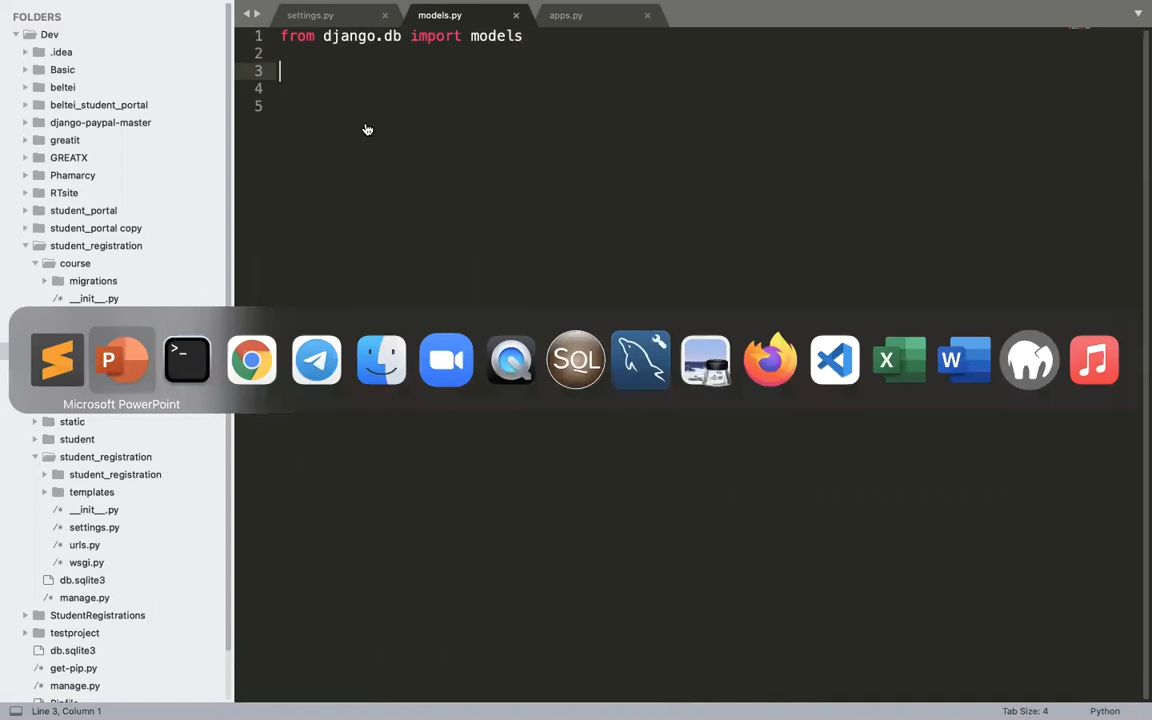 FOLDERS
Dev
.idea
Basic
beltei
beltei_student_portal
django-paypal-master
greatit
GREATX
Phamarcy
RTsite
student_portal
student_portal copy
student_registration
course
migrations
/* __init__.py
static
student
student_registration
student_registration
templates
/* __init__.py
/* settings.py
/* urls.py
/* wsgi.py
db.sqlite3
/* manage.py
StudentRegistrations
testproject
db.sqlite3
/* get-pip.py
/* manage.py
settings.py
models.py
apps.py
1 from django.db import models
2
3
4
5
P
>_
SQL
X
W
Microsoft PowerPoint
Line 3, Column 1
Tab Size: 4
Python